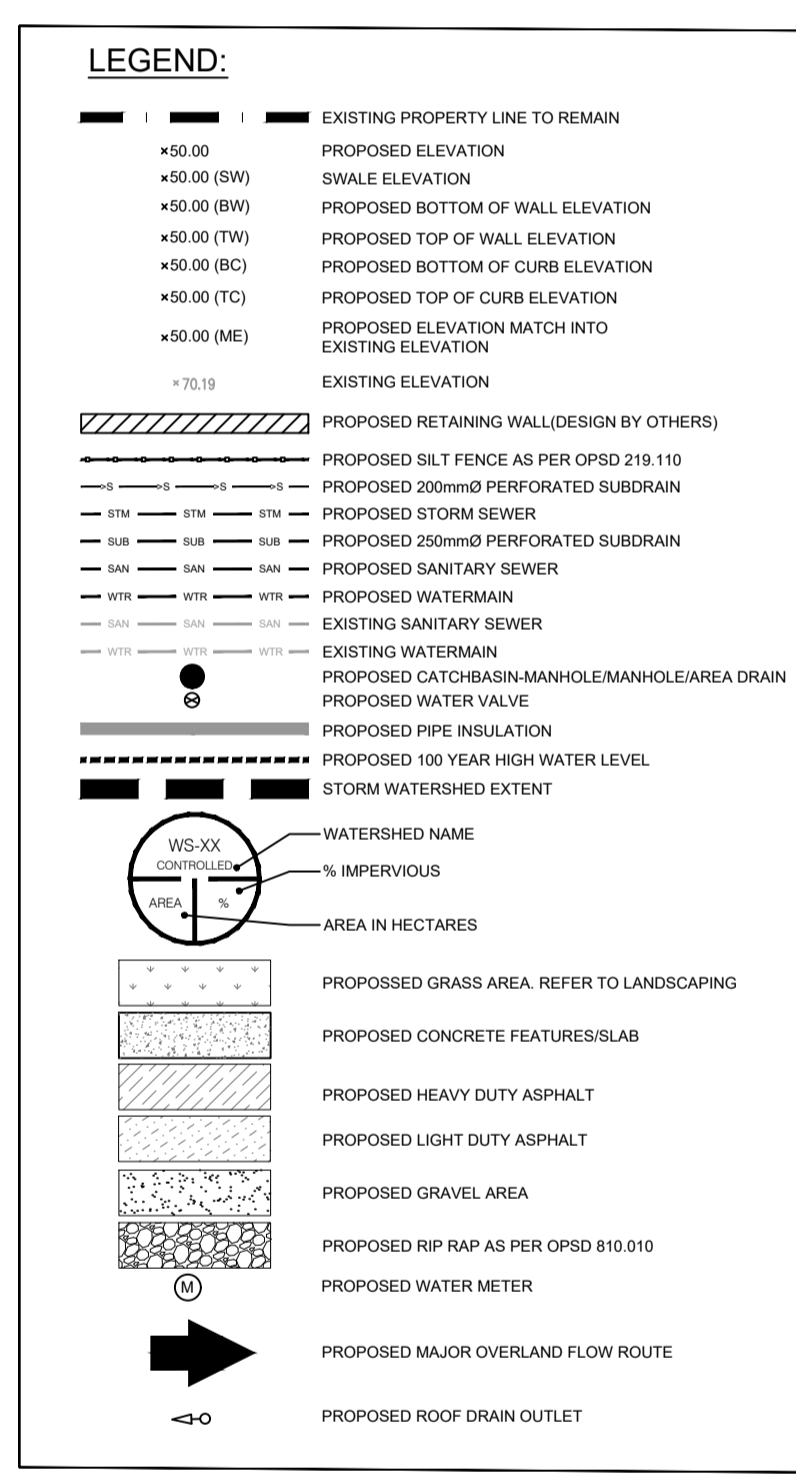 LEGEND:
EXISTING PROPERTY LINE TO REMAIN
×50.00 PROPOSED ELEVATION
×50.00 (SW) SWALE ELEVATION
×50.00 (BW) PROPOSED BOTTOM OF WALL ELEVATION
×50.00 (TW) PROPOSED TOP OF WALL ELEVATION
×50.00 (BC) PROPOSED BOTTOM OF CURB ELEVATION
×50.00 (TC) PROPOSED TOP OF CURB ELEVATION
×50.00 (ME) PROPOSED ELEVATION MATCH INTO
EXISTING ELEVATION
×70.19 EXISTING ELEVATION
PROPOSED RETAINING WALL(DESIGN BY OTHERS)
PROPOSED SILT FENCE AS PER OPSD 219.110
S S S S PROPOSED 200mmØ PERFORATED SUBDRAIN
STM STM STM PROPOSED STORM SEWER
SUB SUB SUB PROPOSED 250mmØ PERFORATED SUBDRAIN
SAN SAN SAN PROPOSED SANITARY SEWER
WTR WTR WTR PROPOSED WATERMAIN
SAN SAN SAN EXISTING SANITARY SEWER
WTR WTR WTR EXISTING WATERMAIN
PROPOSED CATCHBASIN-MANHOLE/MANHOLE/AREA DRAIN
PROPOSED WATER VALVE
PROPOSED PIPE INSULATION
PROPOSED 100 YEAR HIGH WATER LEVEL
STORM WATERSHED EXTENT
WS-XX WATERSHED NAME
CONTROLLED
% IMPERVIOUS
AREA %
AREA IN HECTARES
PROPOSSED GRASS AREA. REFER TO LANDSCAPING
PROPOSED CONCRETE FEATURES/SLAB
PROPOSED HEAVY DUTY ASPHALT
PROPOSED LIGHT DUTY ASPHALT
PROPOSED GRAVEL AREA
PROPOSED RIP RAP AS PER OPSD 810.010
M PROPOSED WATER METER
PROPOSED MAJOR OVERLAND FLOW ROUTE
PROPOSED ROOF DRAIN OUTLET